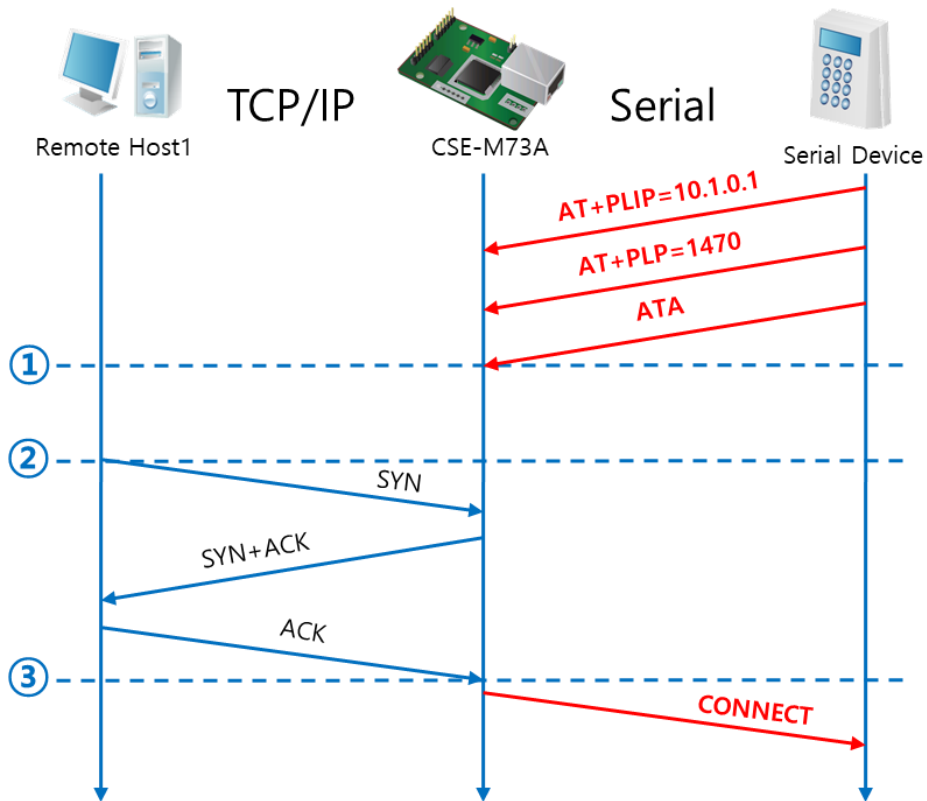 TCP/IP
Serial
Remote Host1
CSE-M73A
Serial Device
AT+PLIP=10.1.0.1
AT+PLP=1470
ATA
①
②
SYN
SYN+ACK
ACK
③
CONNECT